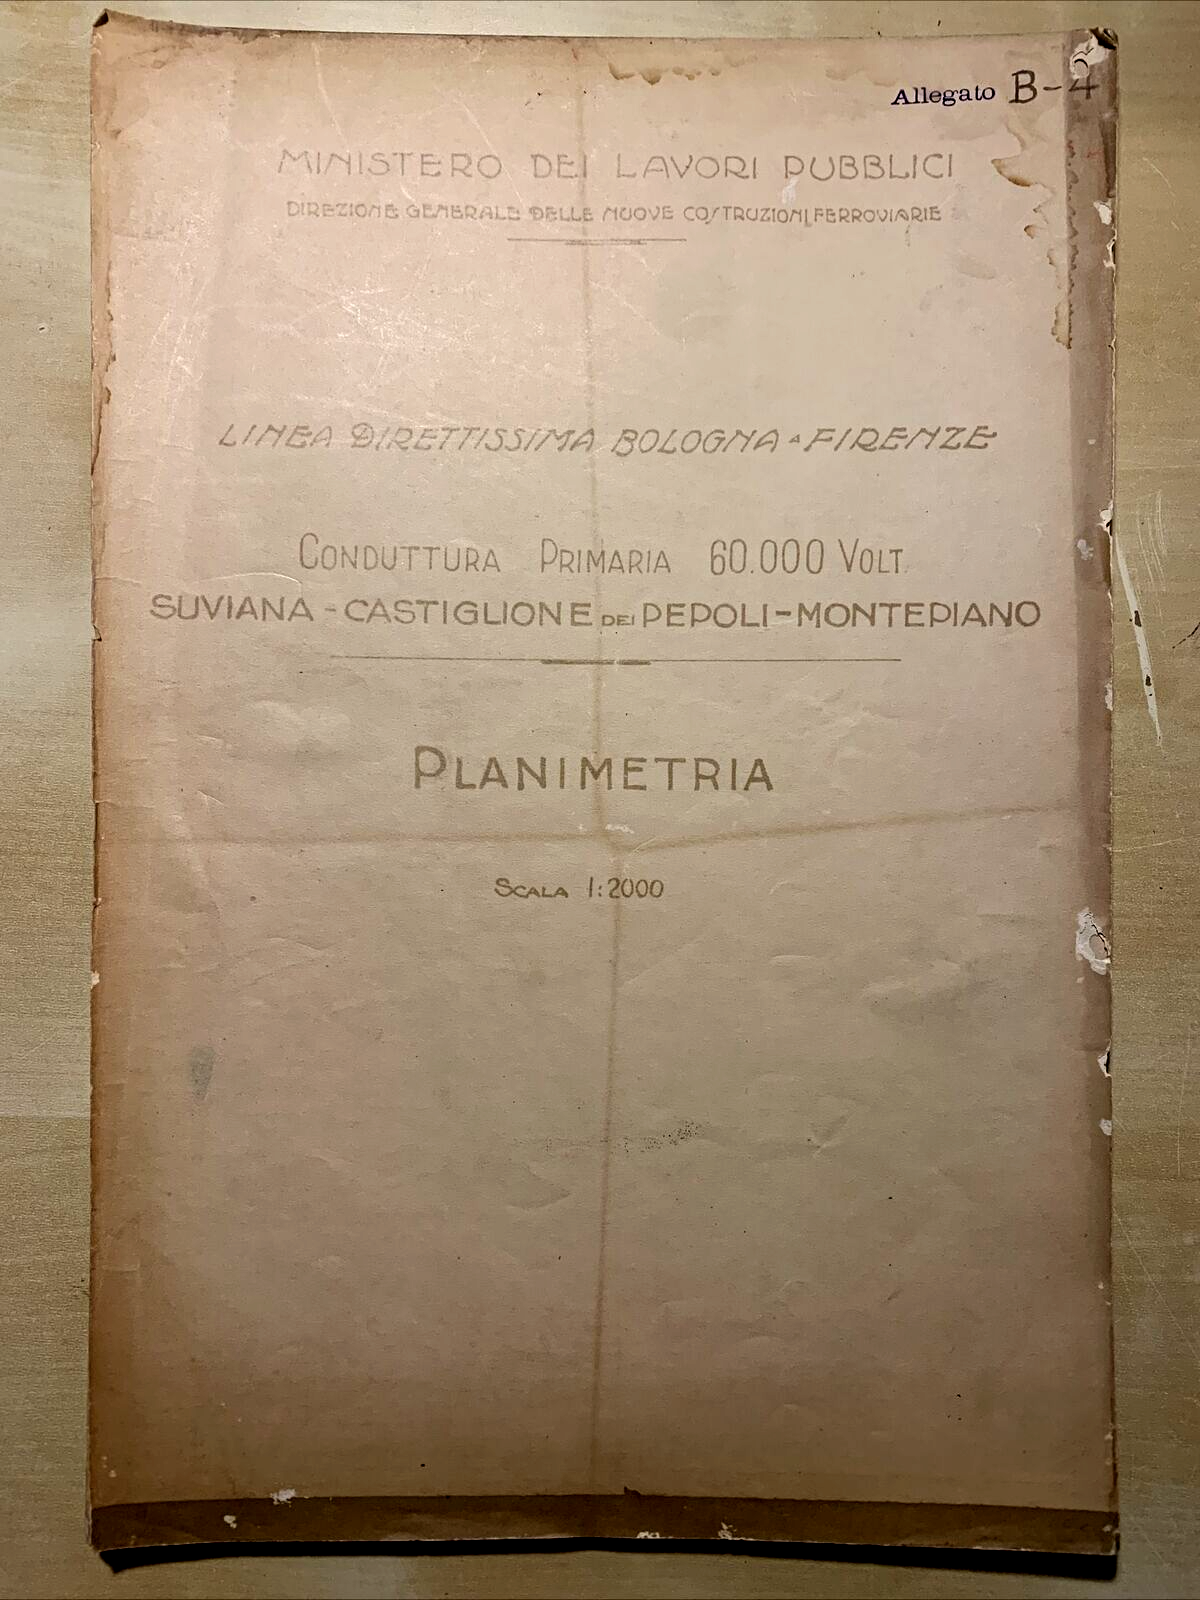 Allegato B-4
MINISTERO DEI LAVORI PUBBLICI
DIREZIONE GENERALE DELLE NUOVE COSTRUZIONI FERROVIARIE
LINEA DIRETTISSIMA BOLOGNA - FIRENZE
CONDUTTURA PRIMARIA 60.000 VOLT.
SUVIANA - CASTIGLIONE DEI PEPOLI - MONTEPIANO
PLANIMETRIA
SCALA 1:2000